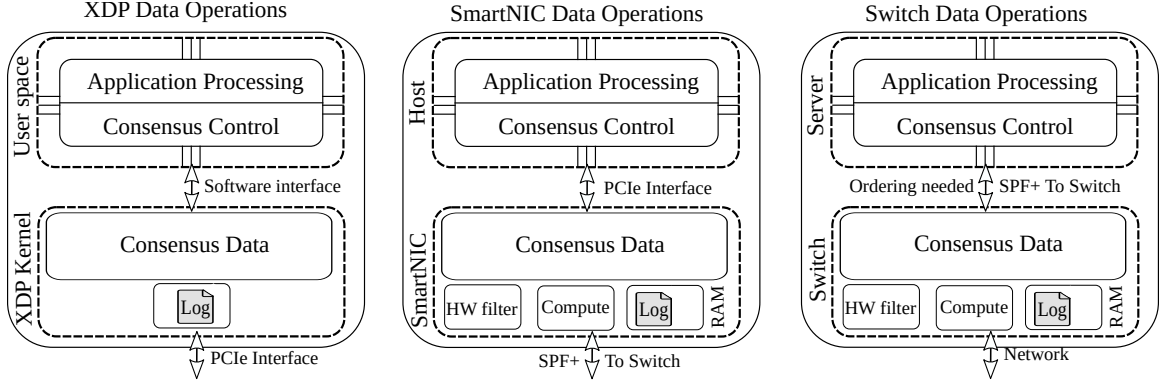 XDP Data Operations
User space
Application Processing
Consensus Control
Software interface
XDP Kernel
Consensus Data
Log
PCIe Interface
SmartNIC Data Operations
Host
Application Processing
Consensus Control
PCIe Interface
SmartNIC
Consensus Data
HW filter
Compute
Log
RAM
SPF+ To Switch
Switch Data Operations
Server
Application Processing
Consensus Control
Ordering needed SPF+ To Switch
Switch
Consensus Data
HW filter
Compute
Log
RAM
Network